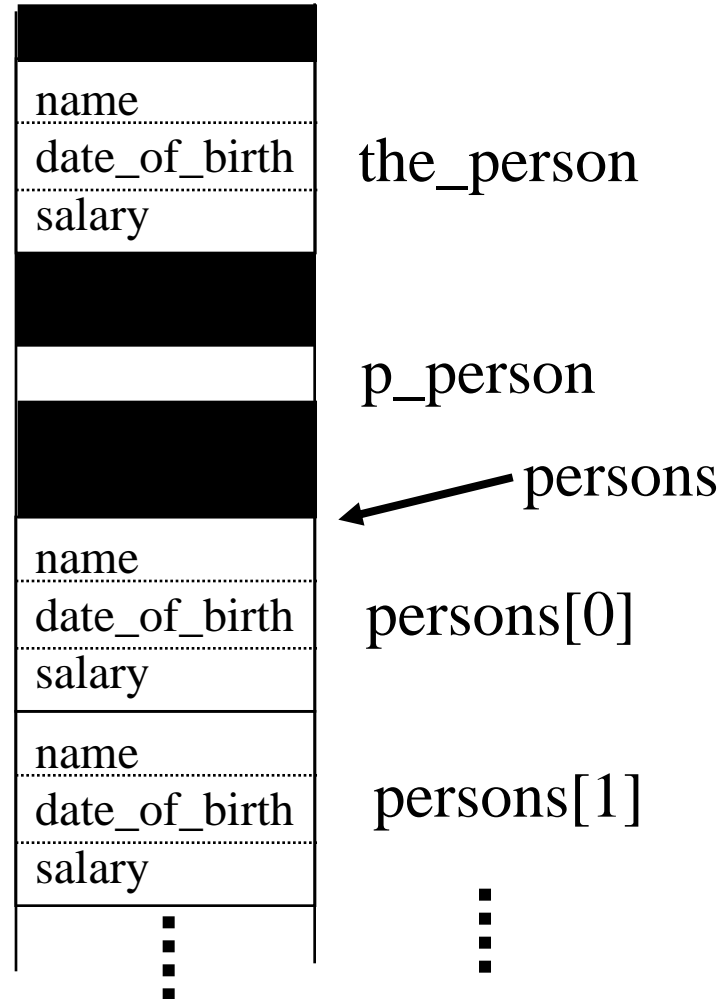 name
date_of_birth
salary
the_person
p_person
persons
name
date_of_birth
salary
persons[0]
name
date_of_birth
salary
persons[1]